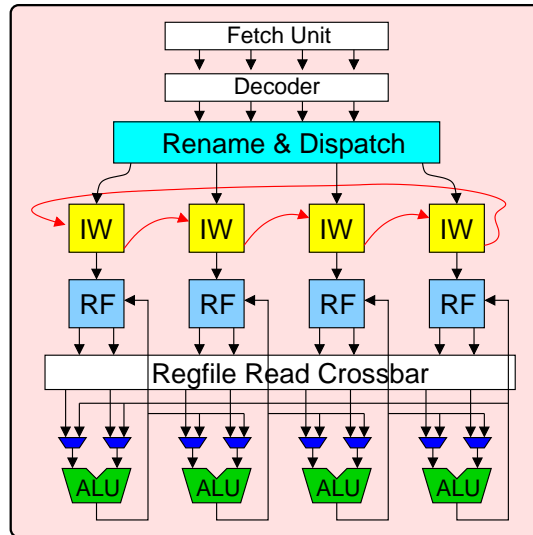 Fetch Unit
Decoder
Rename & Dispatch
IW IW IW IW
RF RF RF RF
Regfile Read Crossbar
ALU ALU ALU ALU